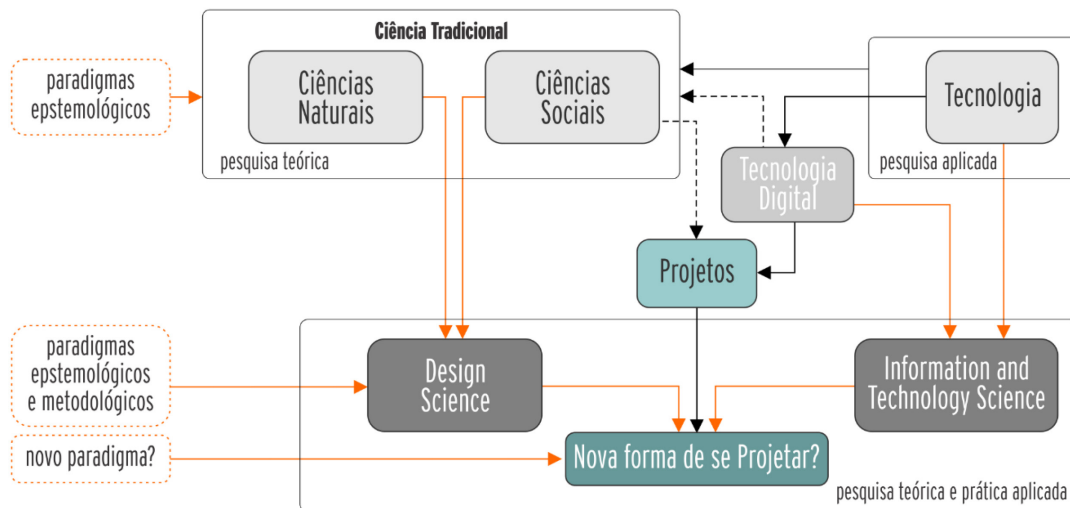 Ciência Tradicional
paradigmas
epstemológicos
Ciências
Naturais
Ciências
Sociais
Tecnologia
pesquisa teórica
pesquisa aplicada
Tecnologia
Digital
Projetos
paradigmas
epstemológicos
e metodológicos
Design
Science
Information and
Technology Science
novo paradigma?
Nova forma de se Projetar?
pesquisa teórica e prática aplicada